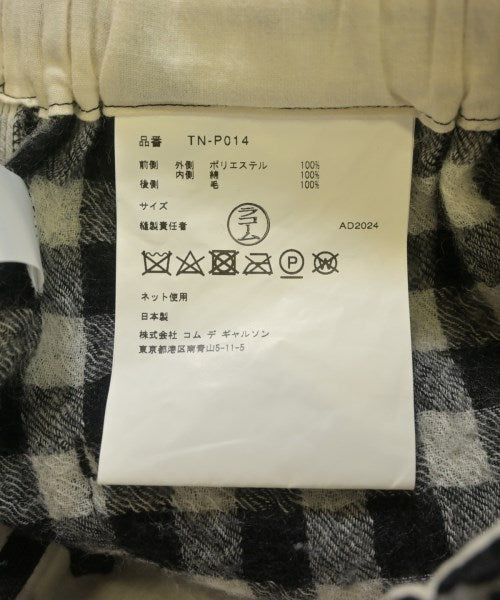 品番 TN-P014
前側 外側 ポリエステル 100%
内側 綿 100%
後側 毛 100%
サイズ
縫製責任者 AD2024
P W
ネット使用
日本製
株式会社 コム デ ギャルソン
東京都港区南青山5-11-5